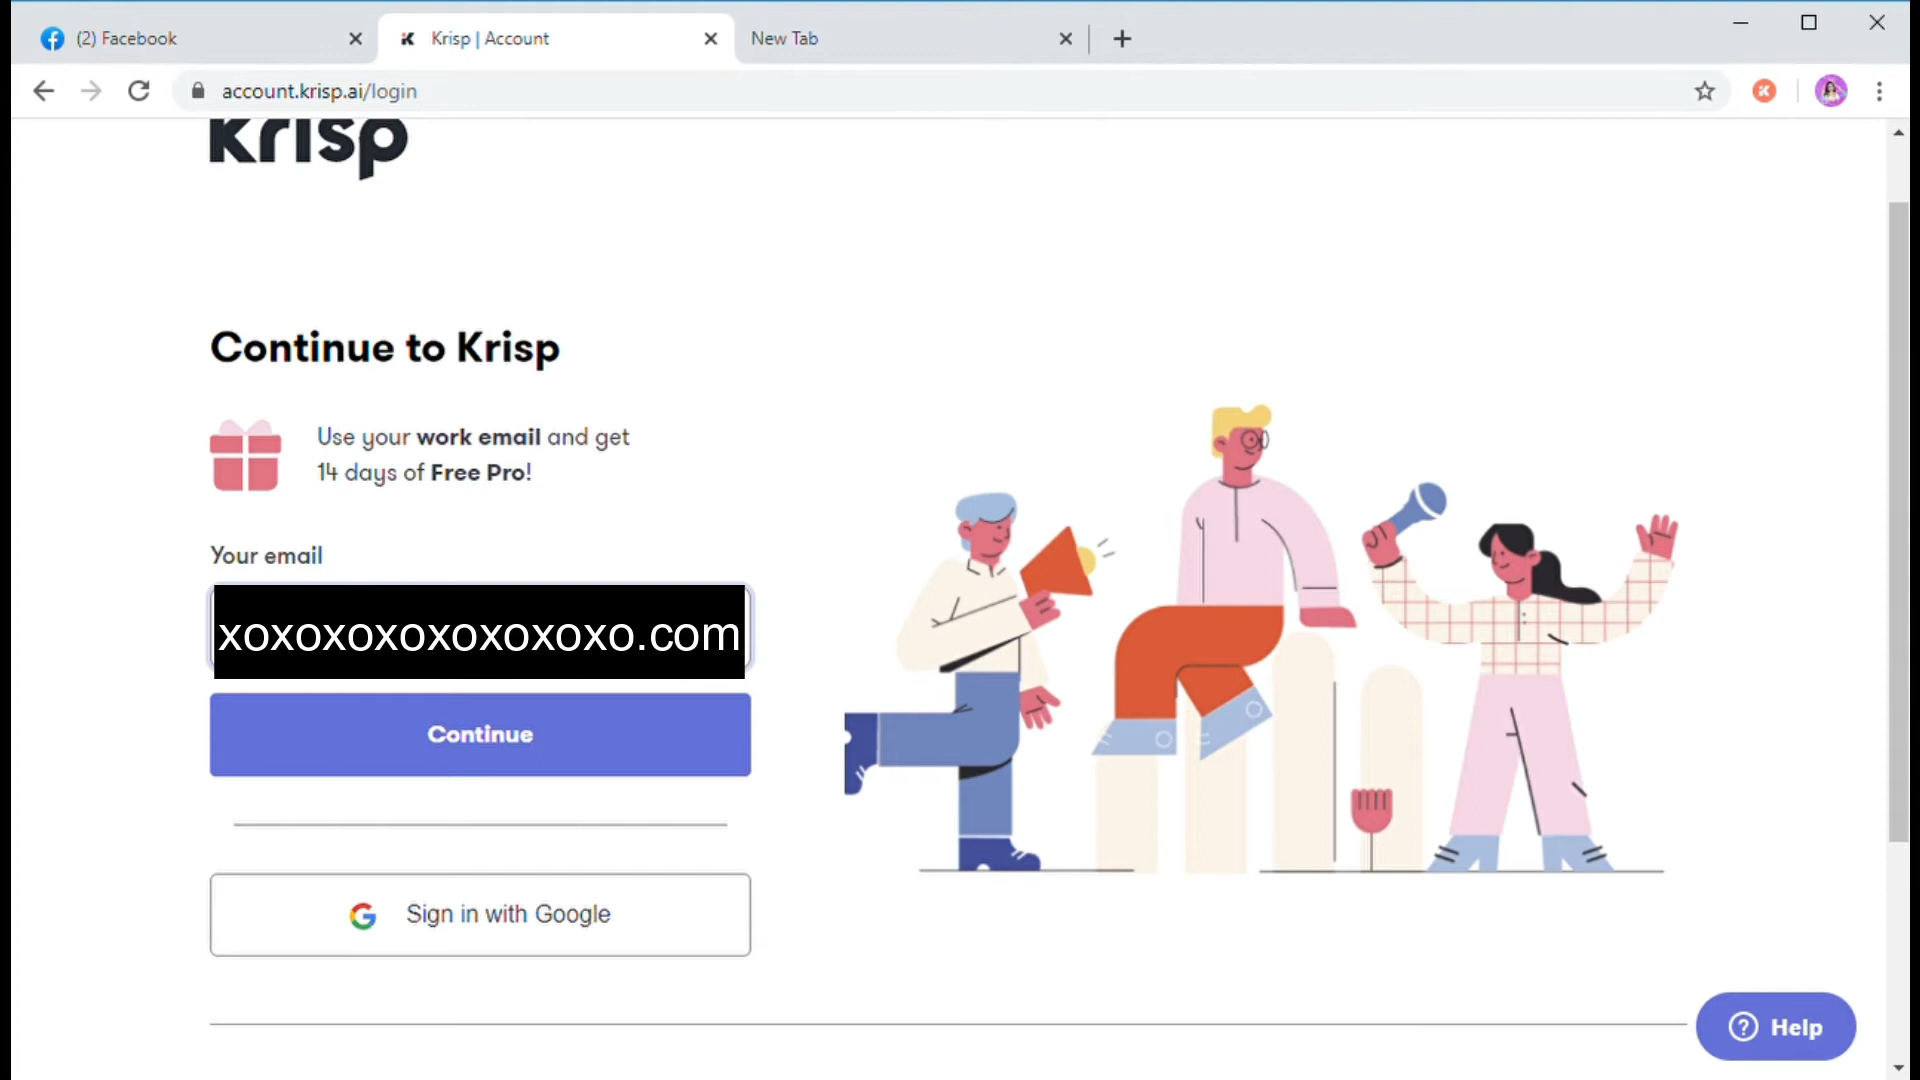 (2) Facebook
Krisp | Account
New Tab
account.krisp.ai/login
krisp
Continue to Krisp
Use your work email and get
14 days of Free Pro!
Your email
xoxoxoxoxoxoxoxo.com
Continue
Sign in with Google
Help